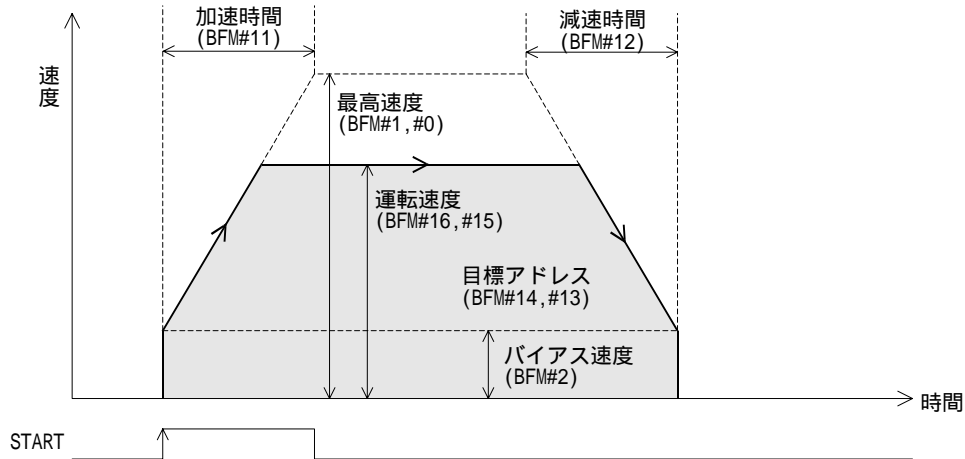 加速時間
(BFM#11)
減速時間
(BFM#12)
速度
最高速度
(BFM#1,#0)
運転速度
(BFM#16,#15)
目標アドレス
(BFM#14,#13)
バイアス速度
(BFM#2)
時間
START